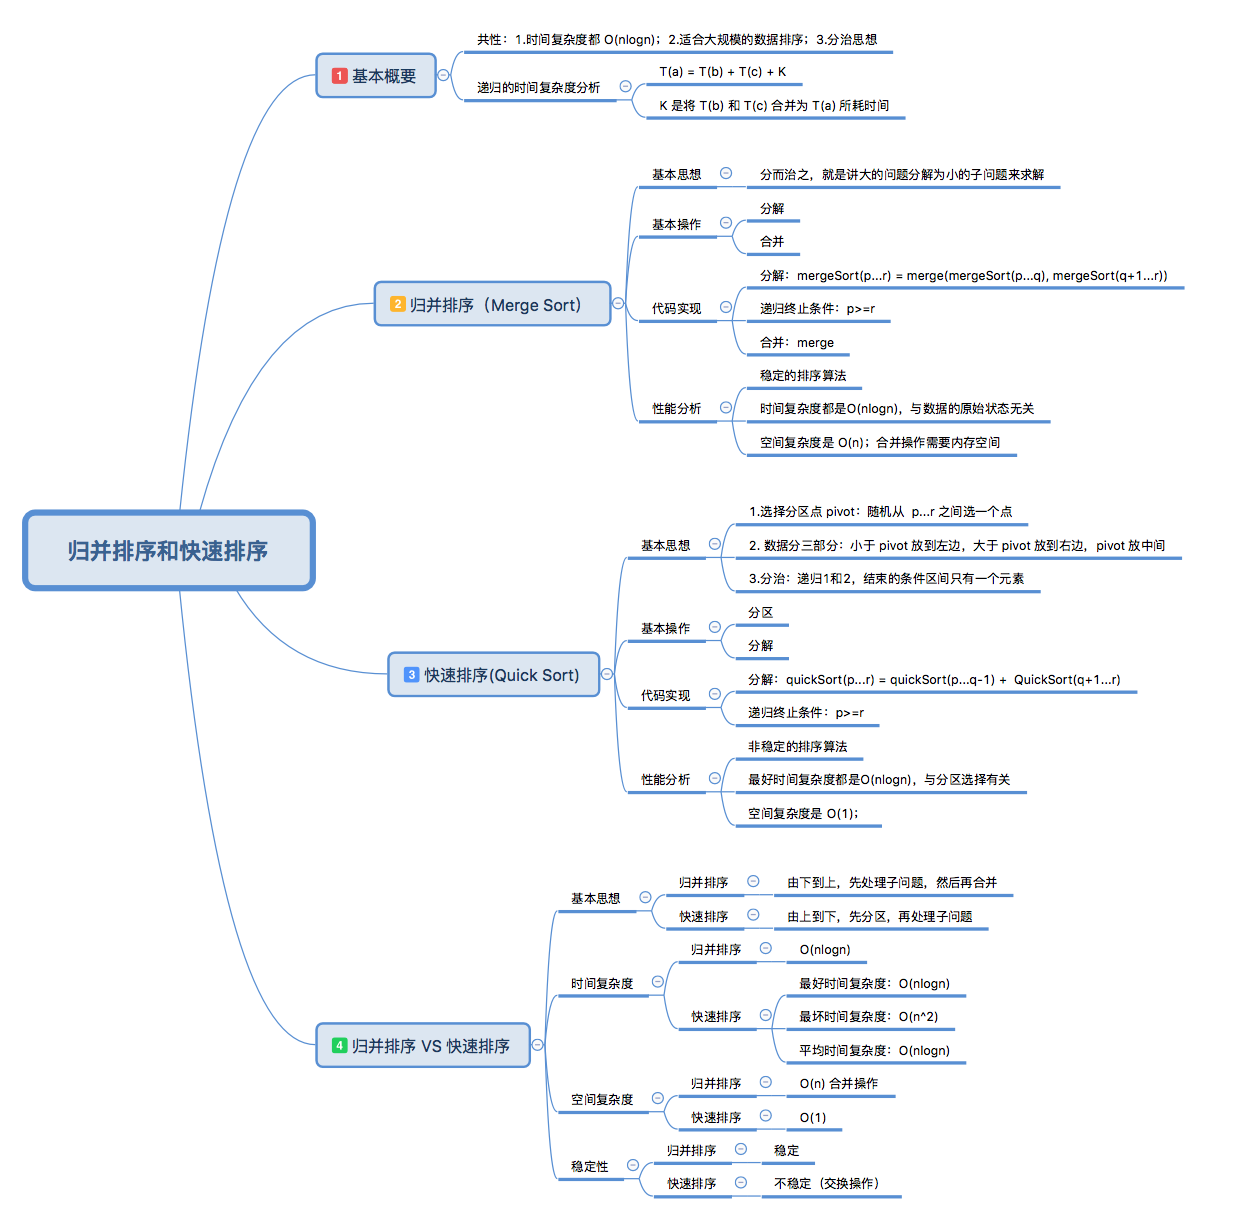 归并排序和快速排序
1 基本概要
共性：1.时间复杂度都 O(nlogn)；2.适合大规模的数据排序；3.分治思想
递归的时间复杂度分析
T(a) = T(b) + T(c) + K
K 是将 T(b) 和 T(c) 合并为 T(a) 所耗时间
2 归并排序（Merge Sort）
基本思想
分而治之，就是讲大的问题分解为小的子问题来求解
基本操作
分解
合并
代码实现
分解：mergeSort(p...r) = merge(mergeSort(p...q), mergeSort(q+1...r))
递归终止条件：p>=r
合并：merge
性能分析
稳定的排序算法
时间复杂度都是O(nlogn)，与数据的原始状态无关
空间复杂度是 O(n)；合并操作需要内存空间
3 快速排序(Quick Sort)
基本思想
1.选择分区点 pivot：随机从 p...r 之间选一个点
2. 数据分三部分：小于 pivot 放到左边，大于 pivot 放到右边，pivot 放中间
3.分治：递归1和2，结束的条件区间只有一个元素
基本操作
分区
分解
代码实现
分解：quickSort(p...r) = quickSort(p...q-1) + QuickSort(q+1...r)
递归终止条件：p>=r
性能分析
非稳定的排序算法
最好时间复杂度都是O(nlogn)，与分区选择有关
空间复杂度是 O(1)；
4 归并排序 VS 快速排序
基本思想
归并排序
由下到上，先处理子问题，然后再合并
快速排序
由上到下，先分区，再处理子问题
时间复杂度
归并排序
O(nlogn)
快速排序
最好时间复杂度：O(nlogn)
最坏时间复杂度：O(n^2)
平均时间复杂度：O(nlogn)
空间复杂度
归并排序
O(n) 合并操作
快速排序
O(1)
稳定性
归并排序
稳定
快速排序
不稳定（交换操作）